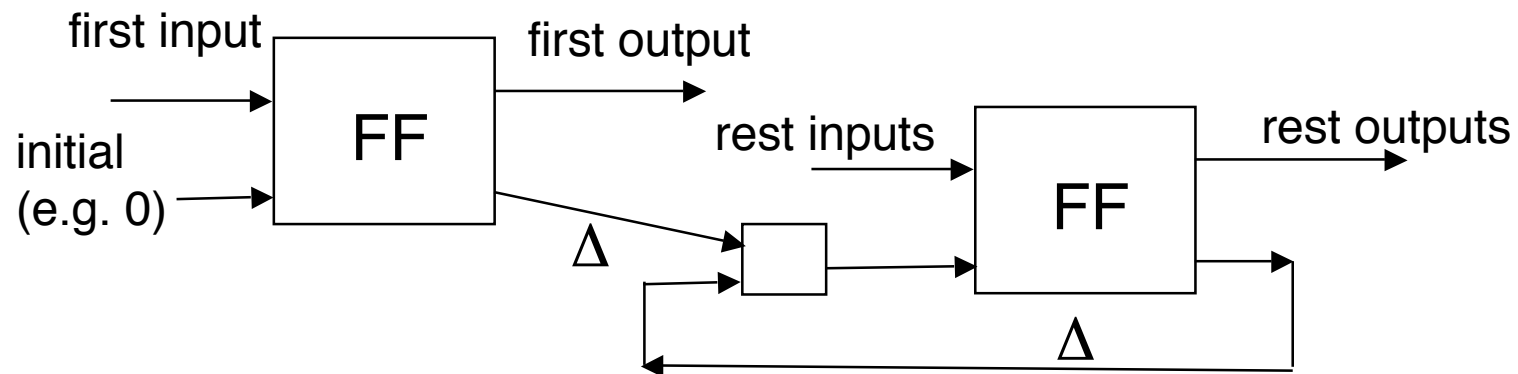 first input
first output
FF
initial
(e.g. 0)
Δ
rest inputs
rest outputs
FF
Δ